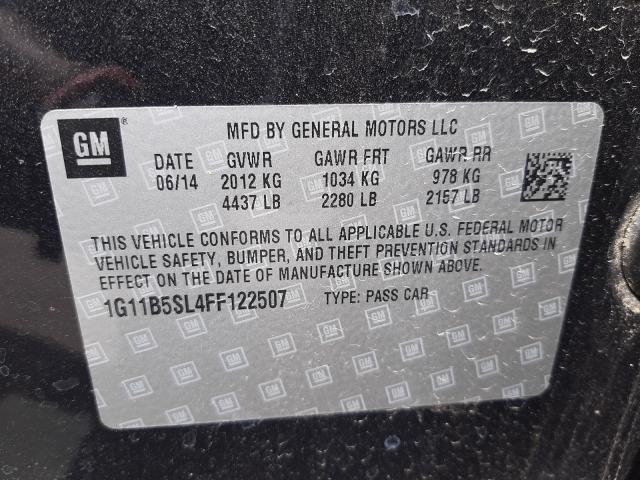 GM ®
MFD BY GENERAL MOTORS LLC
DATE GVWR GAWR FRT GAWR RR
06/14 2012 KG 1034 KG 978 KG
4437 LB 2280 LB 2157 LB
THIS VEHICLE CONFORMS TO ALL APPLICABLE U.S. FEDERAL MOTOR
VEHICLE SAFETY, BUMPER, AND THEFT PREVENTION STANDARDS IN
EFFECT ON THE DATE OF MANUFACTURE SHOWN ABOVE.
1G11B5SL4FF122507 TYPE: PASS CAR